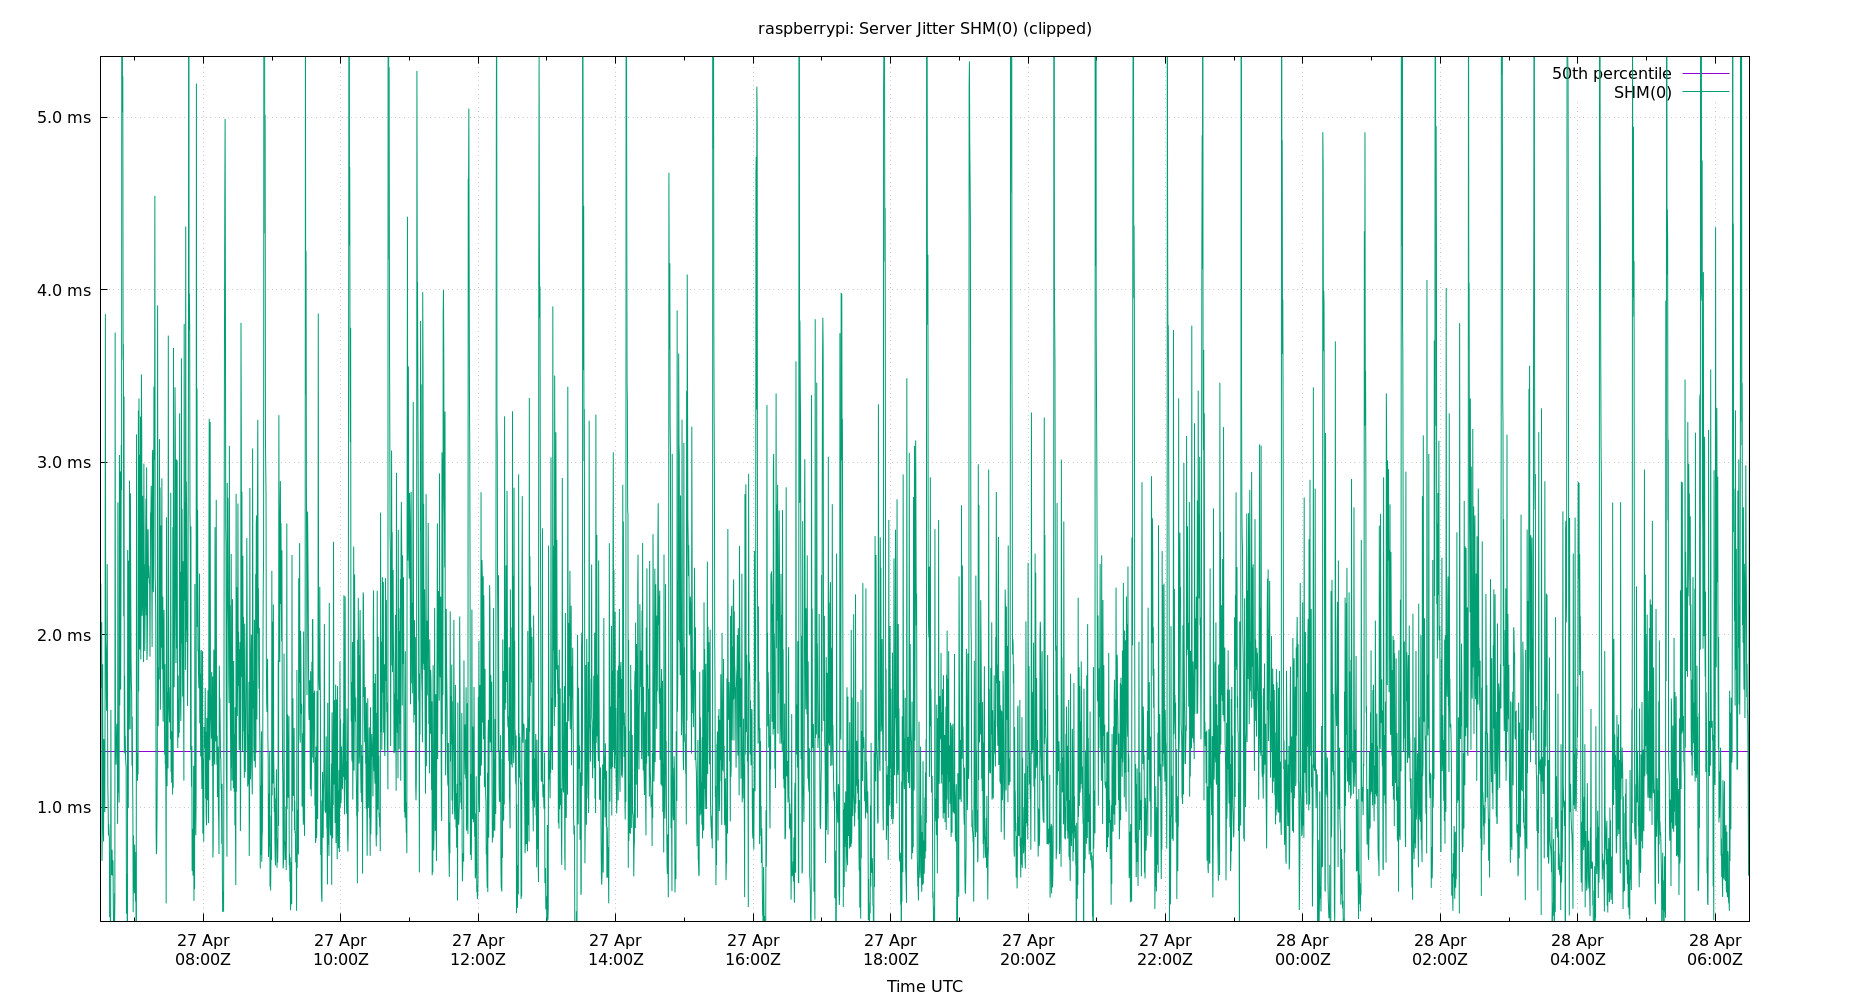 raspberrypi: Server Jitter SHM(0) (clipped)
50th percentile
SHM(0)
5.0 ms
4.0 ms
3.0 ms
2.0 ms
1.0 ms
27 Apr 27 Apr 27 Apr 27 Apr 27 Apr 27 Apr 27 Apr 27 Apr 28 Apr 28 Apr 28 Apr 28 Apr
08:00Z 10:00Z 12:00Z 14:00Z 16:00Z 18:00Z 20:00Z 22:00Z 00:00Z 02:00Z 04:00Z 06:00Z
Time UTC